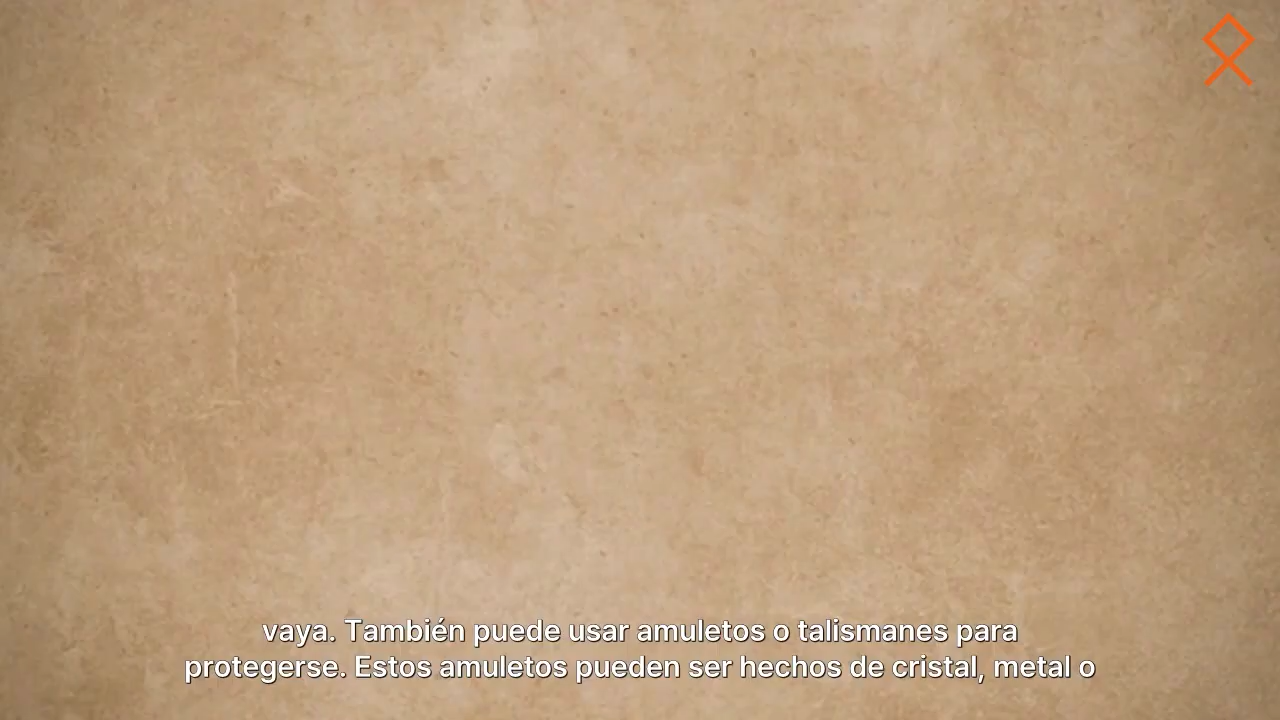 vaya. También puede usar amuletos o talismanes para
protegerse. Estos amuletos pueden ser hechos de cristal, metal o